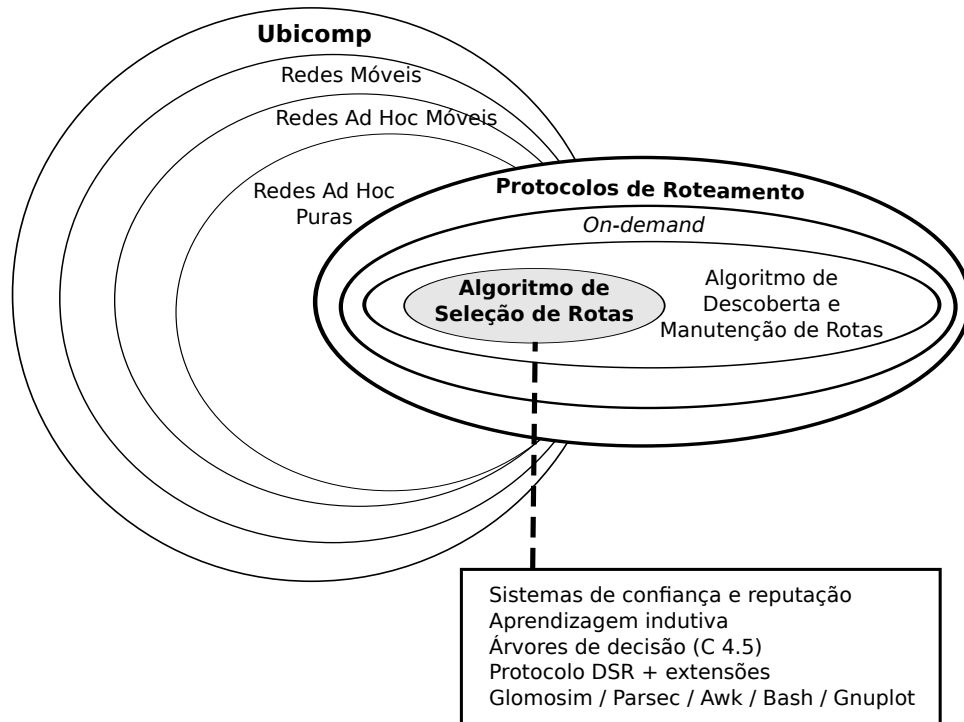 Ubicomp
Redes Móveis
Redes Ad Hoc Móveis
Redes Ad Hoc
Puras
Protocolos de Roteamento
On-demand
Algoritmo de
Seleção de Rotas
Algoritmo de
Descoberta e
Manutenção de Rotas
Sistemas de confiança e reputação
Aprendizagem indutiva
Árvores de decisão (C 4.5)
Protocolo DSR + extensões
Glomosim / Parsec / Awk / Bash / Gnuplot